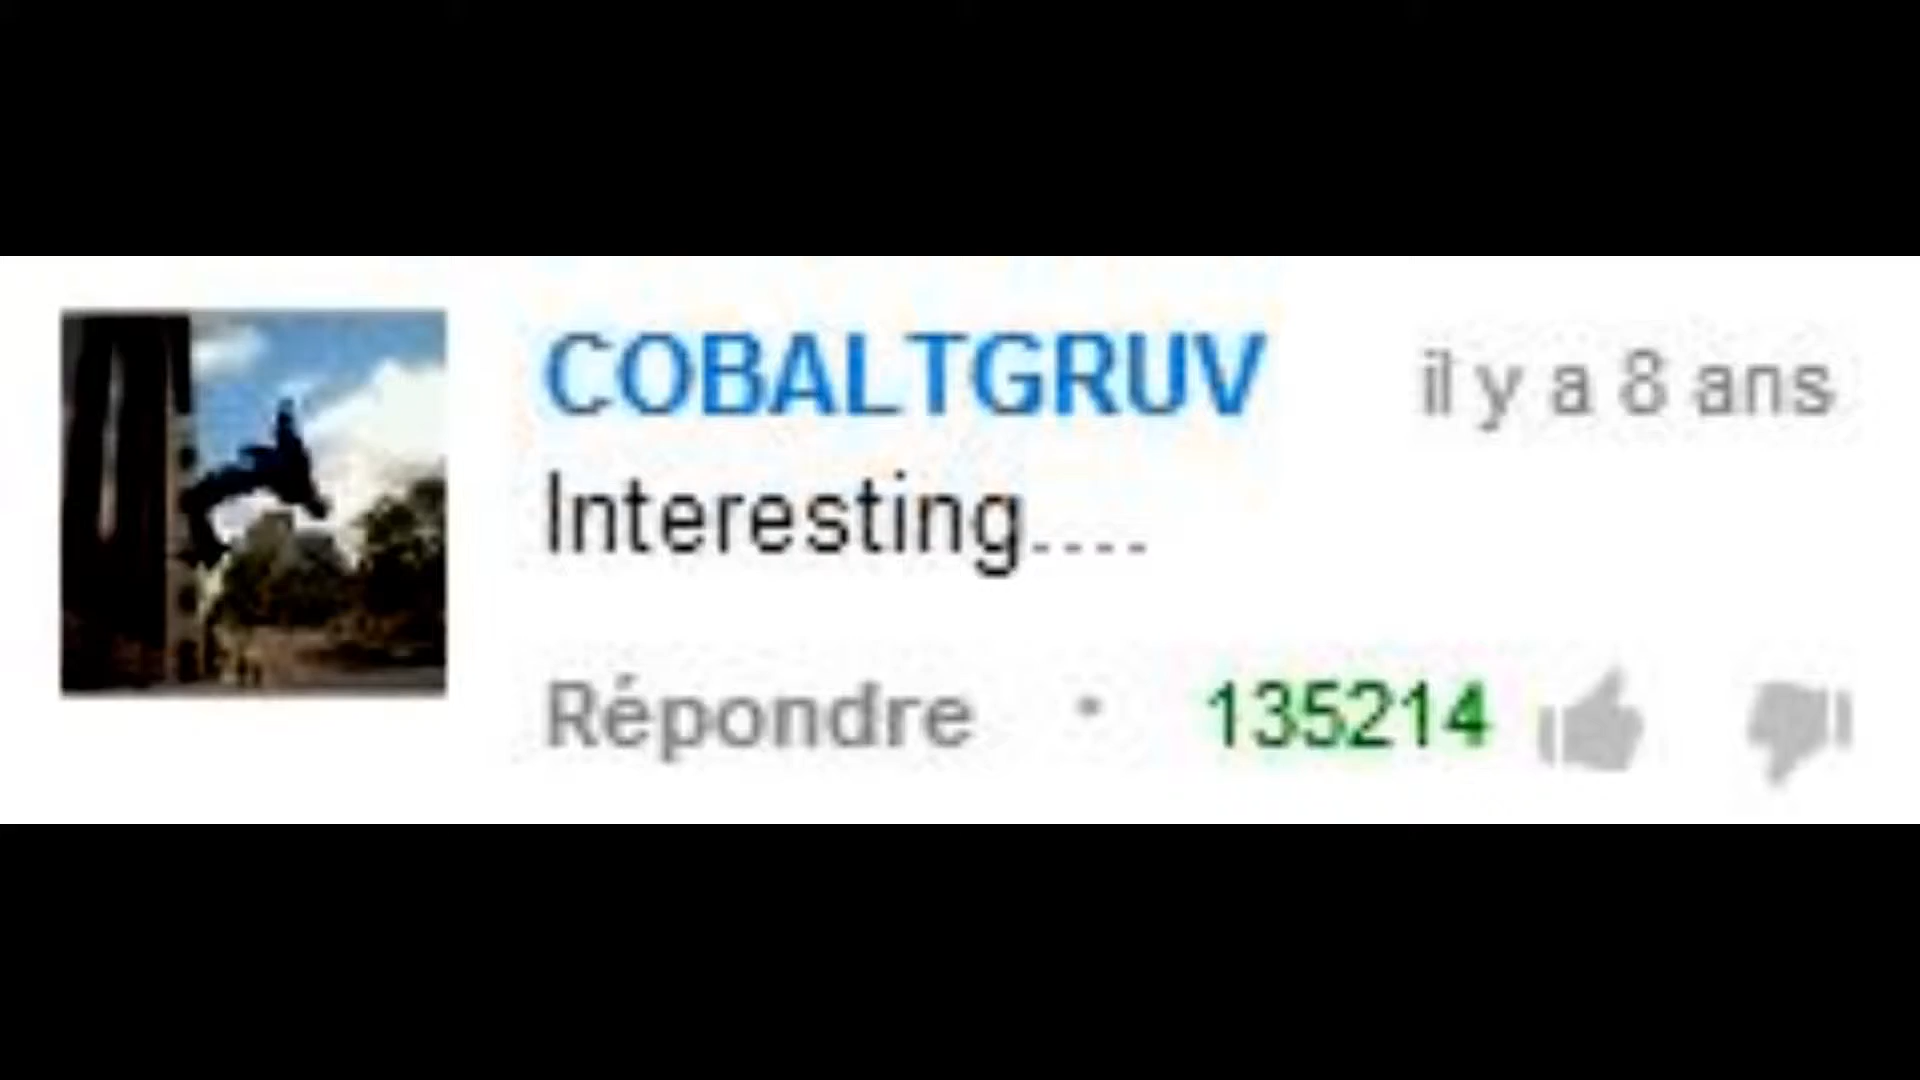 COBALTGRUV il y a 8 ans
Interesting....
Répondre • 135214